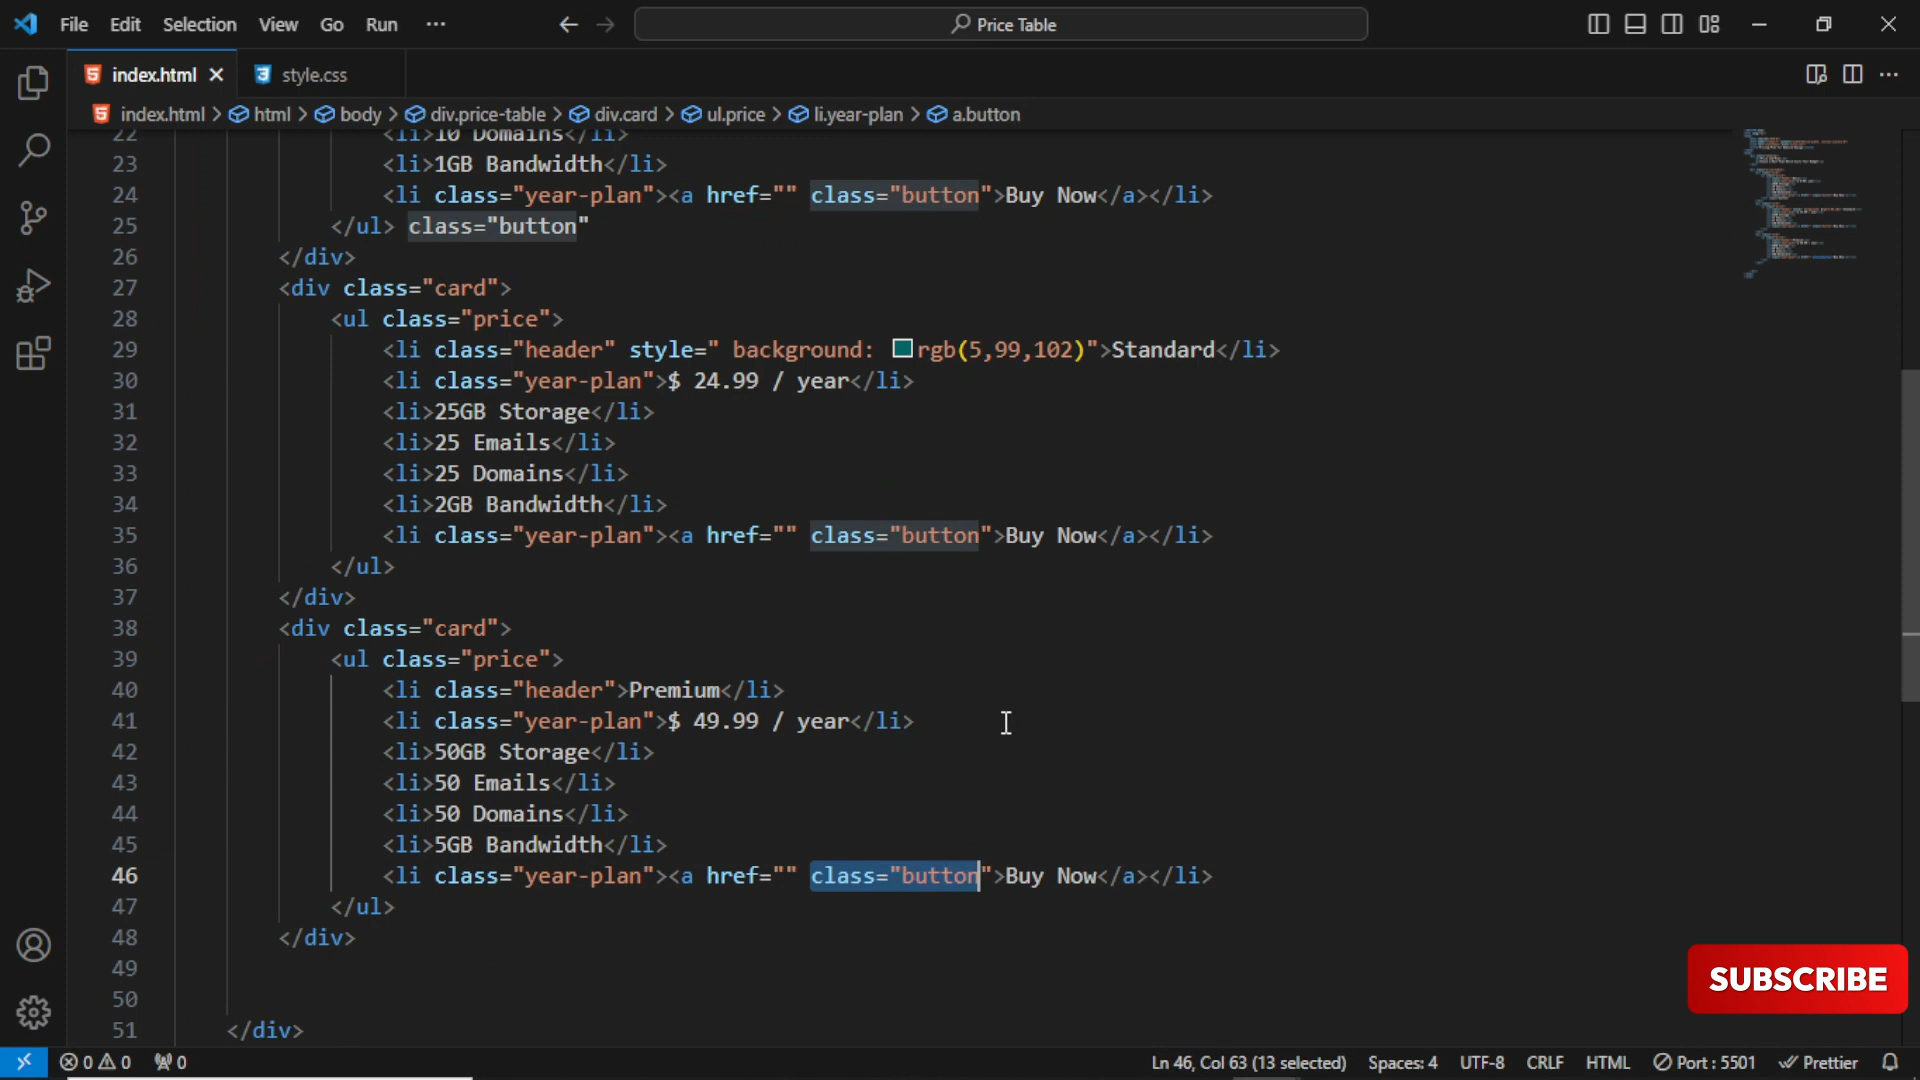 File Edit Selection View Go Run ··· Price Table
index.html style.css
index.html > html > body > div.price-table > div.card > ul.price > li.year-plan > a.button
22 <li>10 Domains</li>
23 <li>1GB Bandwidth</li>
24 <li class="year-plan"><a href="" class="button">Buy Now</a></li>
25 </ul> class="button"
26 </div>
27 <div class="card">
28 <ul class="price">
29 <li class="header" style=" background: rgb(5,99,102)">Standard</li>
30 <li class="year-plan">$ 24.99 / year</li>
31 <li>25GB Storage</li>
32 <li>25 Emails</li>
33 <li>25 Domains</li>
34 <li>2GB Bandwidth</li>
35 <li class="year-plan"><a href="" class="button">Buy Now</a></li>
36 </ul>
37 </div>
38 <div class="card">
39 <ul class="price">
40 <li class="header">Premium</li>
41 <li class="year-plan">$ 49.99 / year</li>
42 <li>50GB Storage</li>
43 <li>50 Emails</li>
44 <li>50 Domains</li>
45 <li>5GB Bandwidth</li>
46 <li class="year-plan"><a href="" class="button">Buy Now</a></li>
47 </ul>
48 </div>
49
50
51 </div>
SUBSCRIBE
0 0 0 Ln 46, Col 63 (13 selected) Spaces: 4 UTF-8 CRLF HTML Port : 5501 Prettier